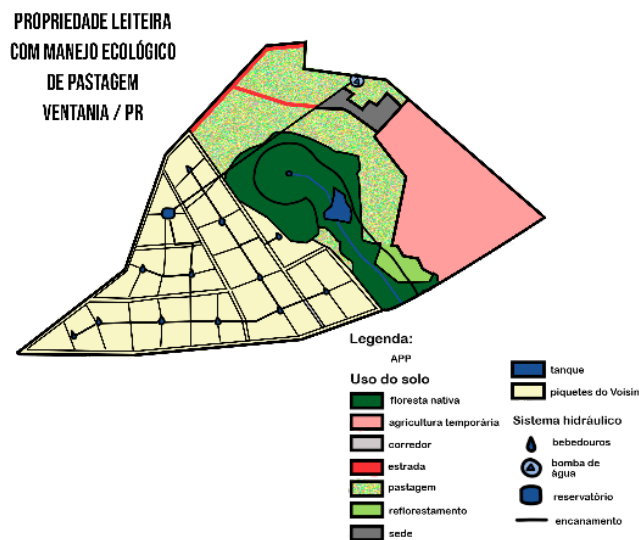 PROPRIEDADE LEITEIRA
COM MANEJO ECOLÓGICO
DE PASTAGEM
VENTANIA / PR
Legenda:
APP
Uso do solo
floresta nativa
agricultura temporária
corredor
estrada
pastagem
reflorestamento
sede
tanque
piquetes do Voisin
Sistema hidráulico
bebedouros
bomba de
água
reservatório
encanamento